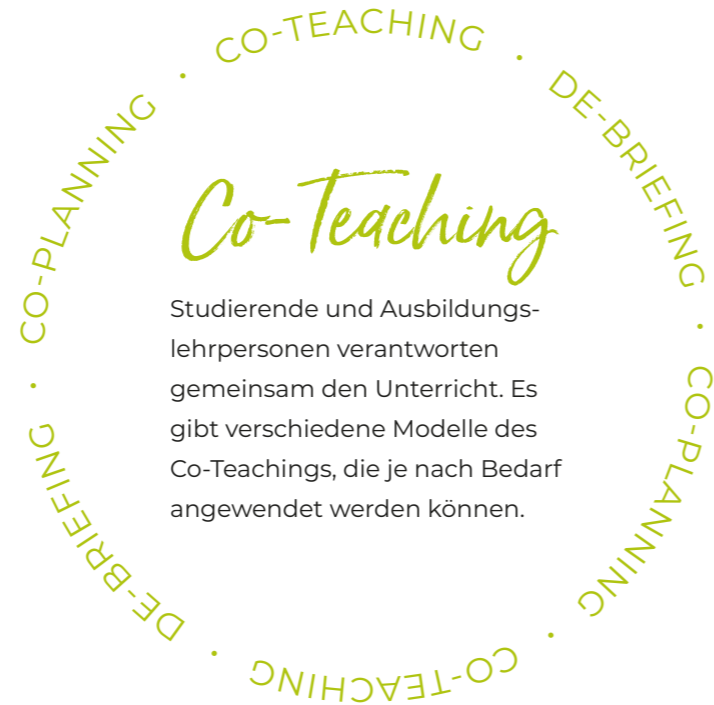 CO-TEACHING · DE-BRIEFING · CO-PLANNING · CO-TEACHING · DE-BRIEFING · CO-PLANNING ·
Co-Teaching
Studierende und Ausbildungs-
lehrpersonen verantworten
gemeinsam den Unterricht. Es
gibt verschiedene Modelle des
Co-Teachings, die je nach Bedarf
angewendet werden können.